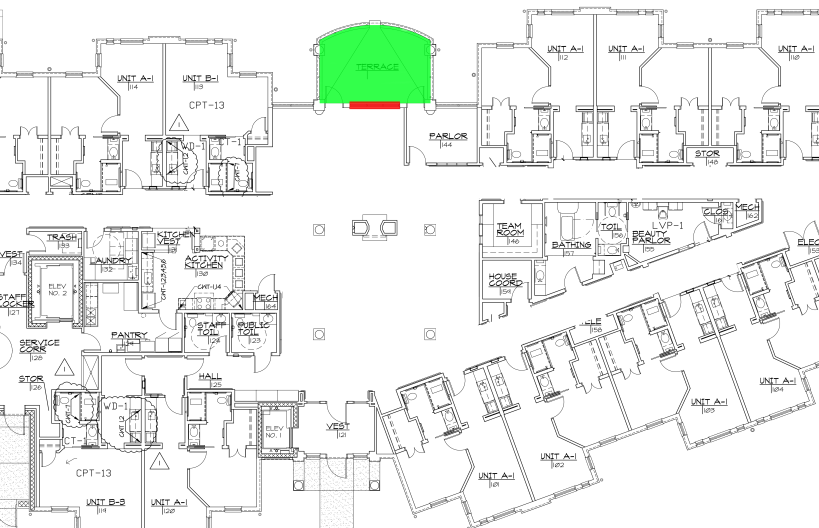 UNIT A-1
114
UNIT B-1
113
CPT-13
TERRACE
PARLOR
144
UNIT A-1
112
UNIT A-1
111
UNIT A-1
110
STOR
148
WD-1
TRASH
133
KITCHEN
VEST
LAUNDRY
132
ACTIVITY
KITCHEN
130
VEST
134
ELEV
NO. 2
MECH
164
STAFF
TOIL
124
PUBLIC
TOIL
123
PANTRY
127
SERVICE
CORR
128
STOR
126
HALL
125
TEAM
ROOM
146
BATHING
157
TOIL
156
BEAUTY
PARLOR
155
LVP-1
CLOS
MECH
162
HOUSE
COORD
154
158
ELEV
NO. 1
VEST
121
WD-1
CPT-13
UNIT B-3
119
UNIT A-1
120
UNIT A-1
101
UNIT A-1
102
UNIT A-1
103
UNIT A-1
104